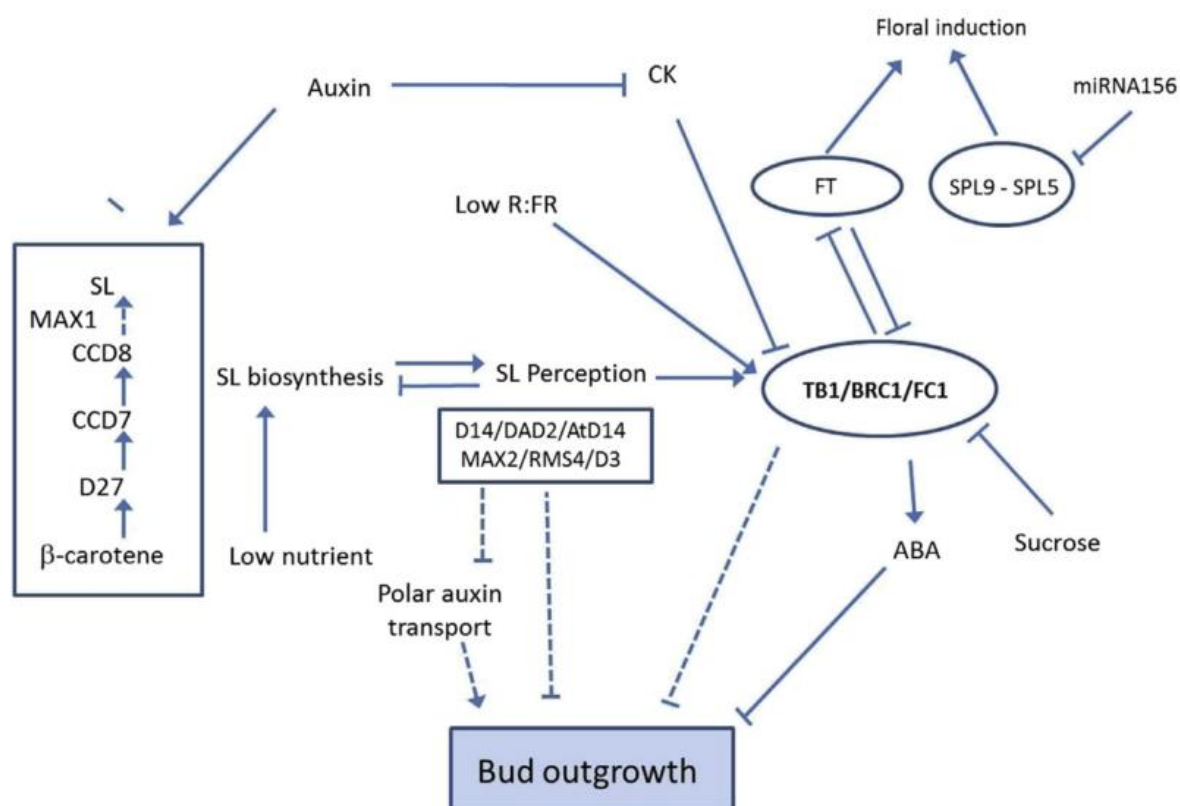 Floral induction
Auxin
CK
miRNA156
FT
SPL9 - SPL5
Low R:FR
SL
MAX1
CCD8
CCD7
D27
β-carotene
SL biosynthesis
SL Perception
TB1/BRC1/FC1
D14/DAD2/AtD14
MAX2/RMS4/D3
Low nutrient
ABA
Sucrose
Polar auxin
transport
Bud outgrowth